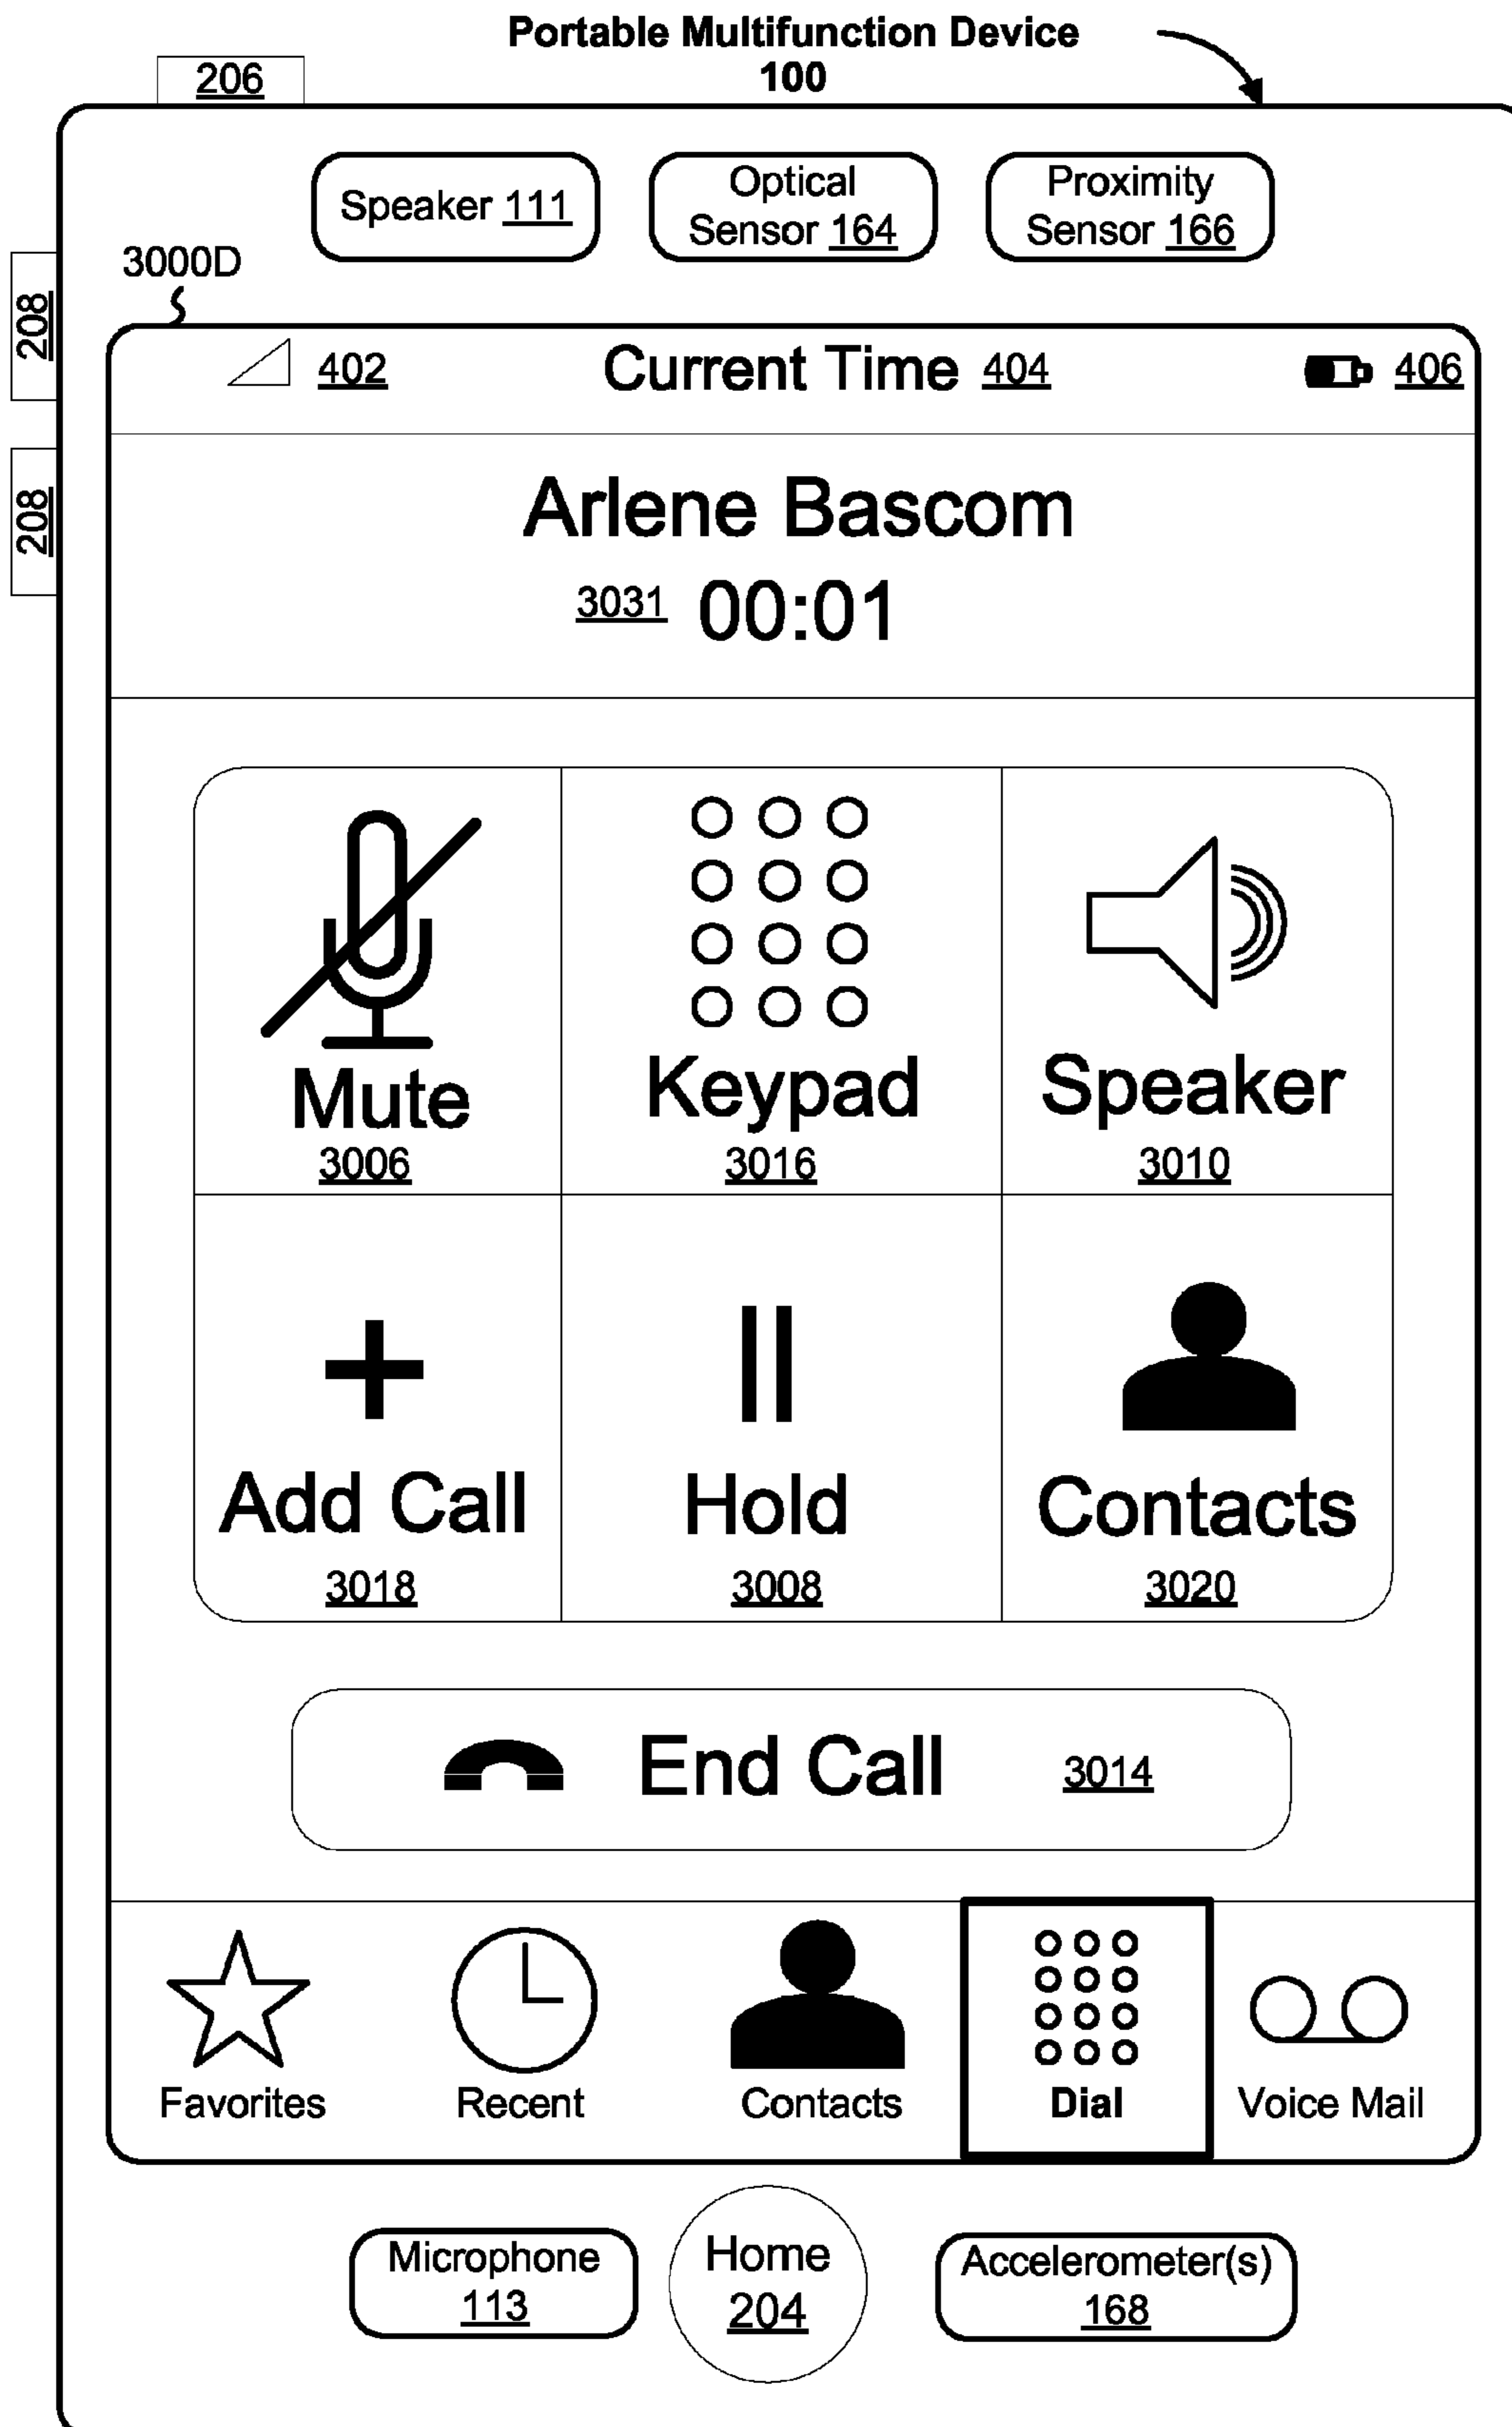 Portable Multifunction Device
100
206
Speaker 111
Optical
Sensor 164
Proximity
Sensor 166
3000D
208
208
402
Current Time 404
406
Arlene Bascom
3031 00:01
Mute
3006
Keypad
3016
Speaker
3010
Add Call
3018
Hold
3008
Contacts
3020
End Call 3014
Favorites
Recent
Contacts
Dial
Voice Mail
Microphone
113
Home
204
Accelerometer(s)
168